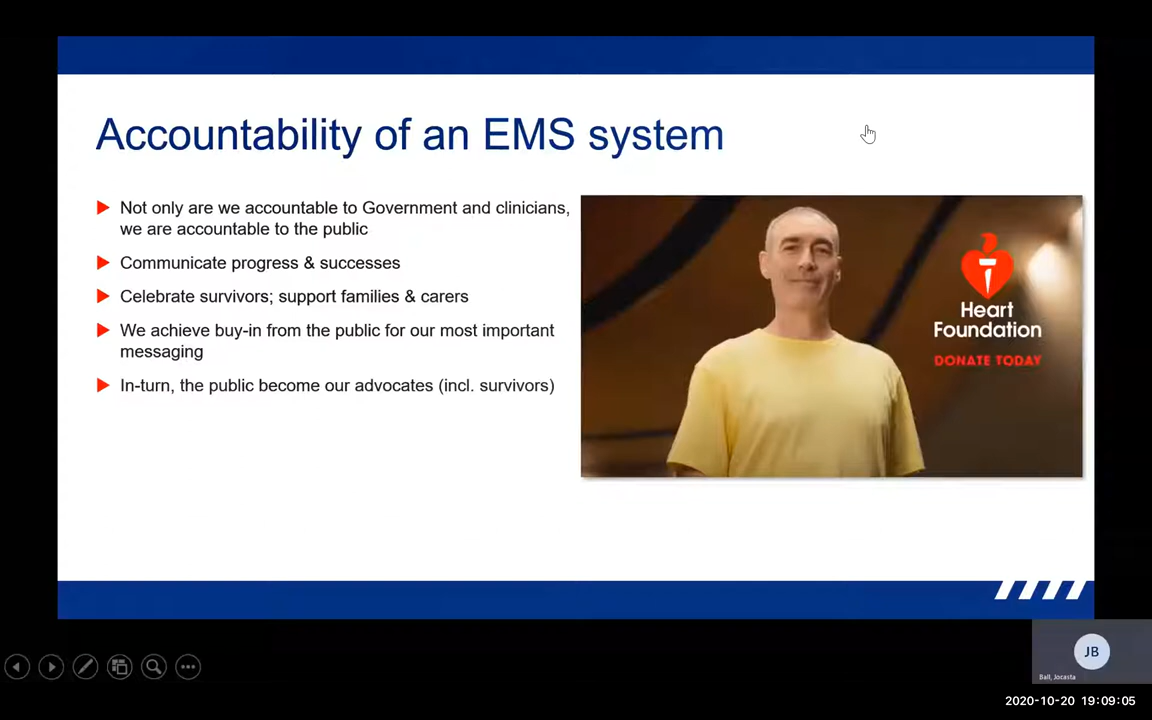 Accountability of an EMS system
Not only are we accountable to Government and clinicians,
we are accountable to the public
Communicate progress & successes
Celebrate survivors; support families & carers
We achieve buy-in from the public for our most important
messaging
In-turn, the public become our advocates (incl. survivors)
Heart
Foundation
DONATE TODAY
JB
Ball, Jocasta
2020-10-20 19:09:05